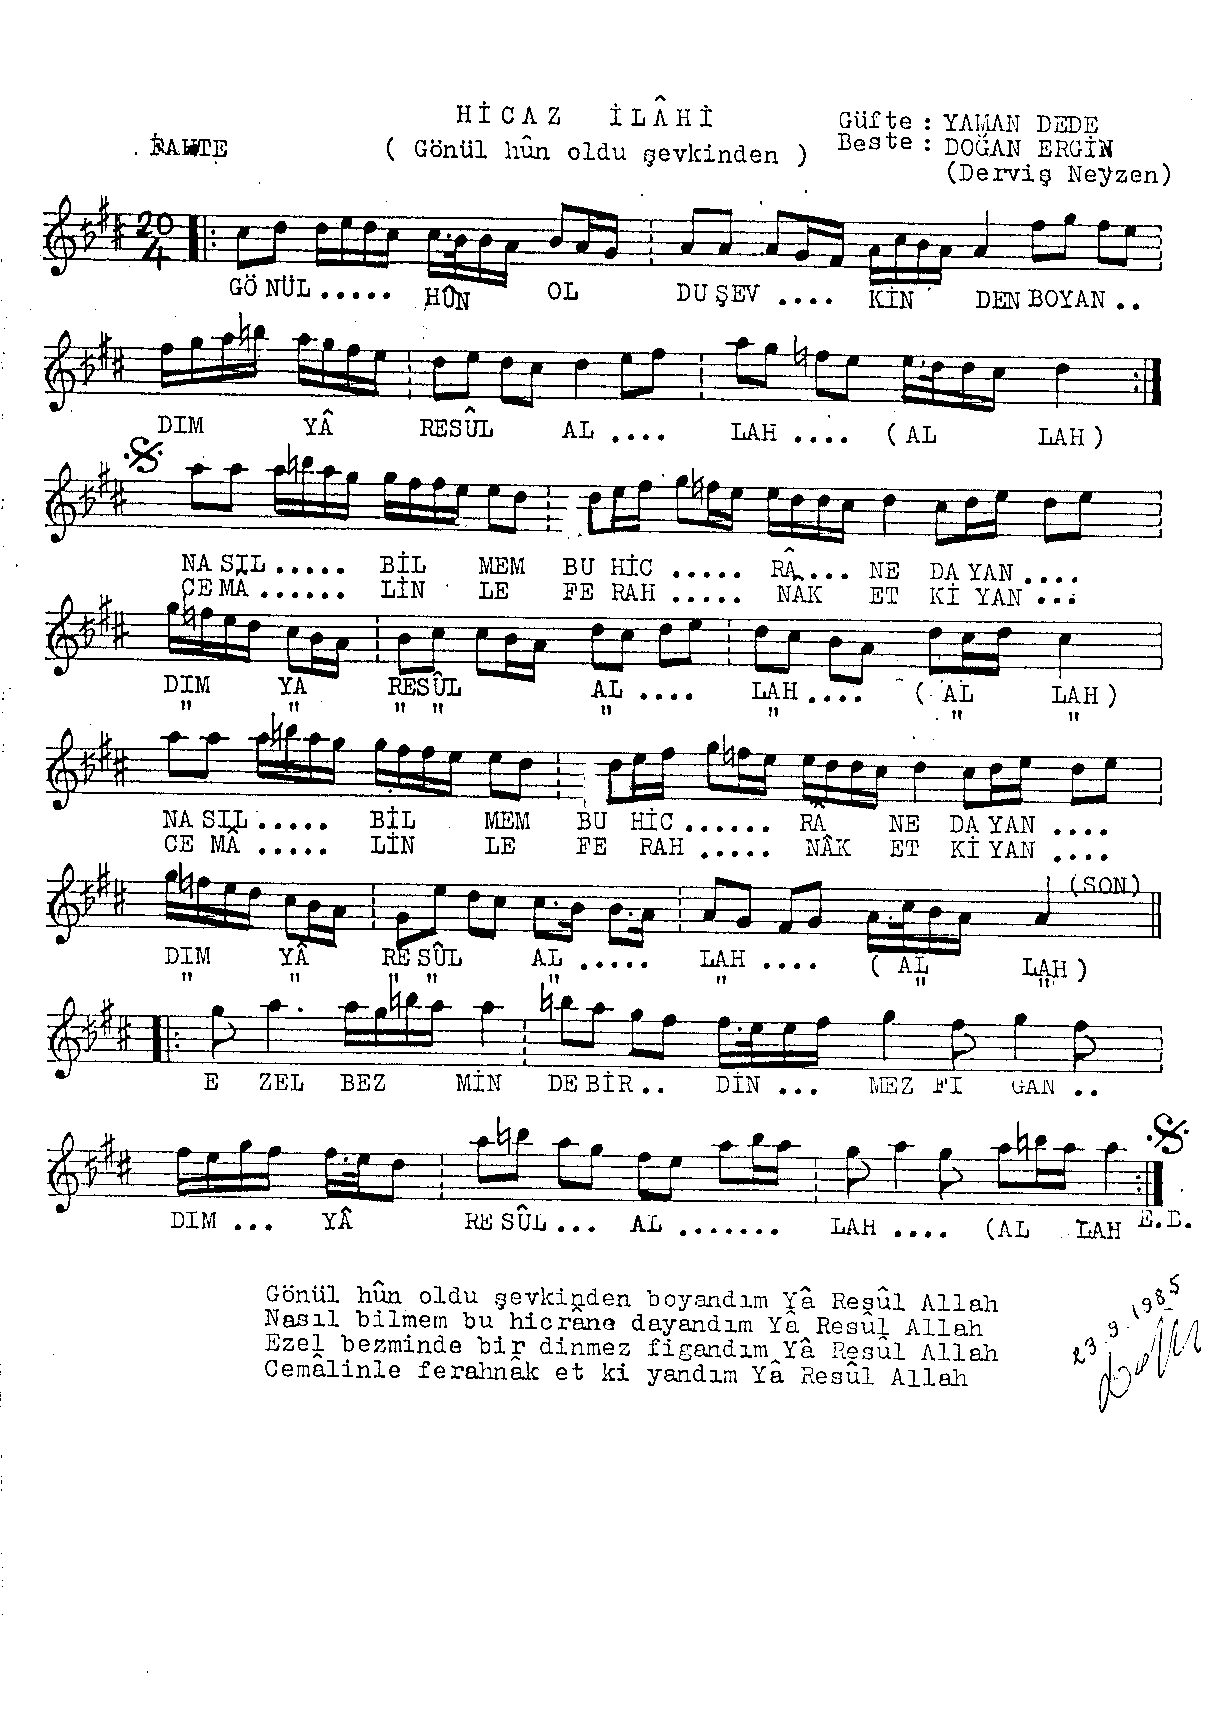 HİCAZ İLÂHİ
( Gönül hûn oldu şevkinden )
Güfte : YAMAN DEDE
Beste : DOĞAN ERGİN
(Derviş Neyzen)
20
4
GÖ NÜL ..... HÛN OL DU ŞEV .... KİN DEN BOYAN ..
DIM YÂ RESÛL AL .... LAH .... ( AL LAH )
NA SIL ..... BİL MEM BU HİC ..... RÂ ... NE DA YAN ....
CE MÂ ...... LİN LE FE RAH ..... NÂK ET Kİ YAN ...
DIM YA RESÛL AL .... LAH .... ( AL LAH )
" " " " " " " "
NA SIL ..... BİL MEM BU HİC ...... RÂ NE DA YAN ....
CE MÂ ..... LİN LE FE RAH ..... NÂK ET Kİ YAN ....
(SON)
DIM YÂ RE SÛL AL ..... LAH .... ( AL LAH )
" " " " " " " "
E ZEL BEZ MİN DE BİR .. DİN ... MEZ Fİ GAN ..
DIM ... YÂ RE SÛL ... AL ....... LAH .... (AL LAH
Gönül hûn oldu şevkinden boyandım Yâ Resûl Allah
Nasıl bilmem bu hicrâne dayandım Yâ Resûl Allah
Ezel bezminde bir dinmez figandım Yâ Resûl Allah
Cemâlinle ferahnâk et ki yandım Yâ Resûl Allah
23.9.1985